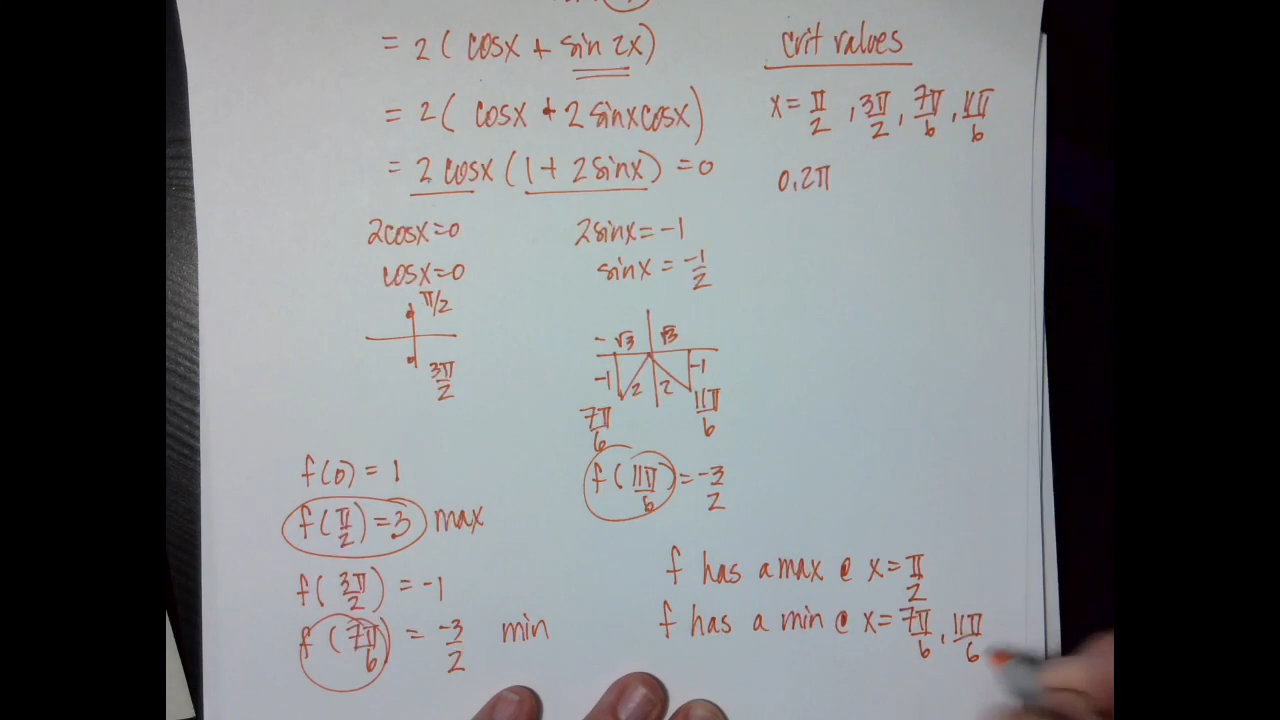 = 2 ( cosx + sin 2x)
= 2 ( cosx + 2 sinxcosx)
= 2 cosx (1 + 2sinx) = 0
crit values
x = π/2, 3π/2, 7π/6, 11π/6
0, 2π
2cosx=0
cosx=0
π/2
3π/2
2sinx = -1
sinx = -1/2
- √3 √3
-1 2 2 -1
7π/6 11π/6
f(0) = 1
f(π/2) = 3 max
f(3π/2) = -1
f(7π/6) = -3/2 min
f(11π/6) = -3/2
f has a max @ x = π/2
f has a min @ x = 7π/6, 11π/6